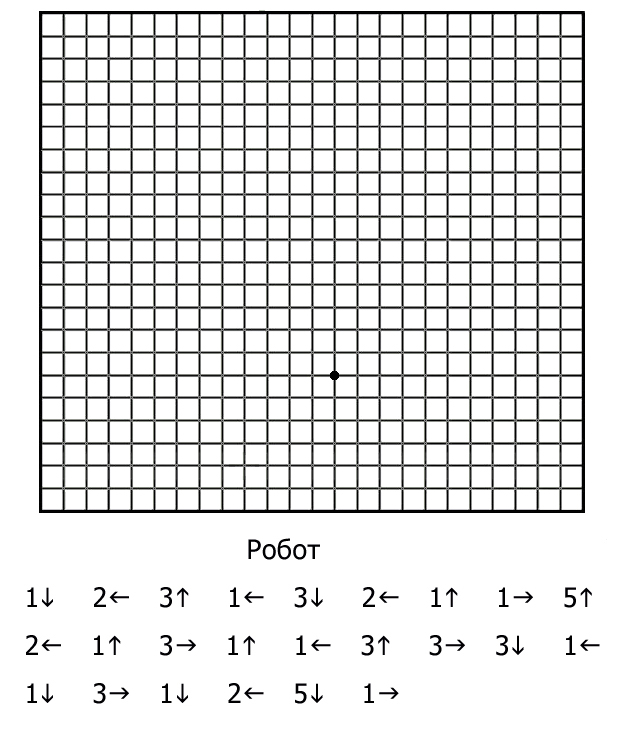 Робот
1↓ 2← 3↑ 1← 3↓ 2← 1↑ 1→ 5↑
2← 1↑ 3→ 1↑ 1← 3↑ 3→ 3↓ 1←
1↓ 3→ 1↓ 2← 5↓ 1→